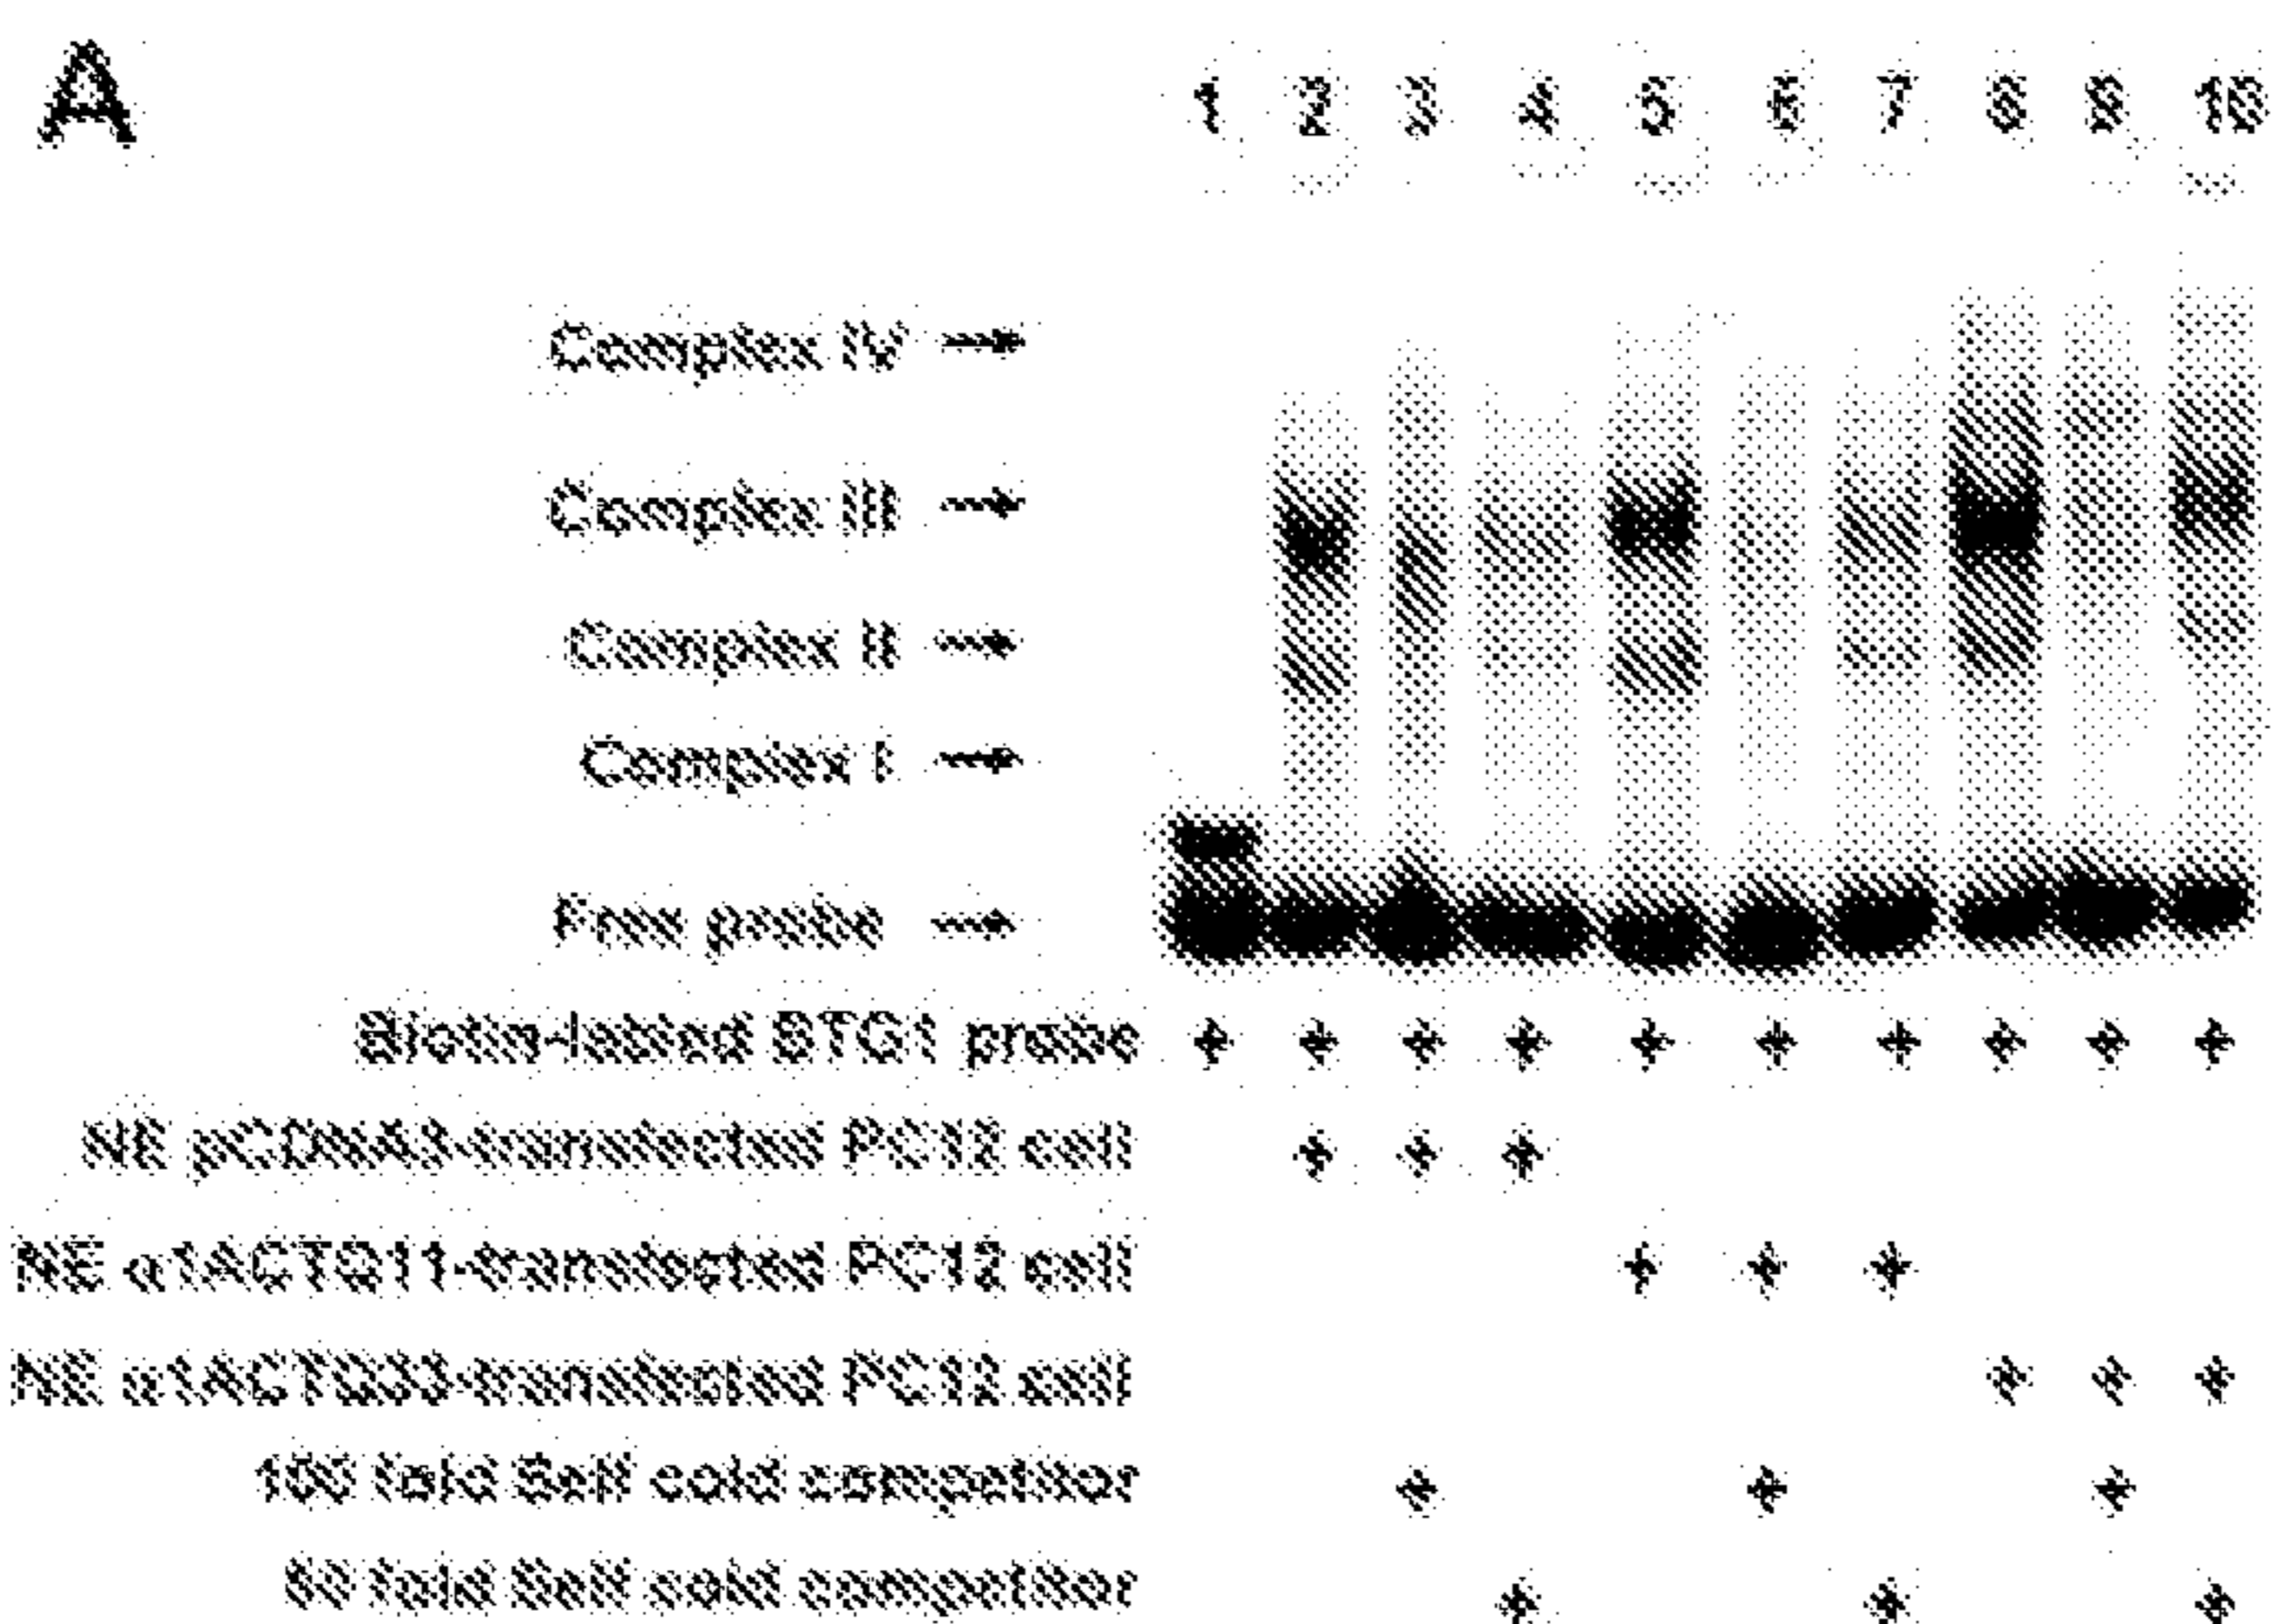 A
1 2 3 4 5 6 7 8 9 10
Complex IV →
Complex III →
Complex II →
Complex I →
Free probe →
Biotin-labled BTG1 probe + + + + + + + + + +
NE pCDNA3-transfected PC12 cell + + +
NE α1ACTQ11-transfected PC12 cell + + +
NE α1ACTQ33-transfected PC12 cell + + +
100 fold Self cold competitor + + +
fold Self cold competitor + + +